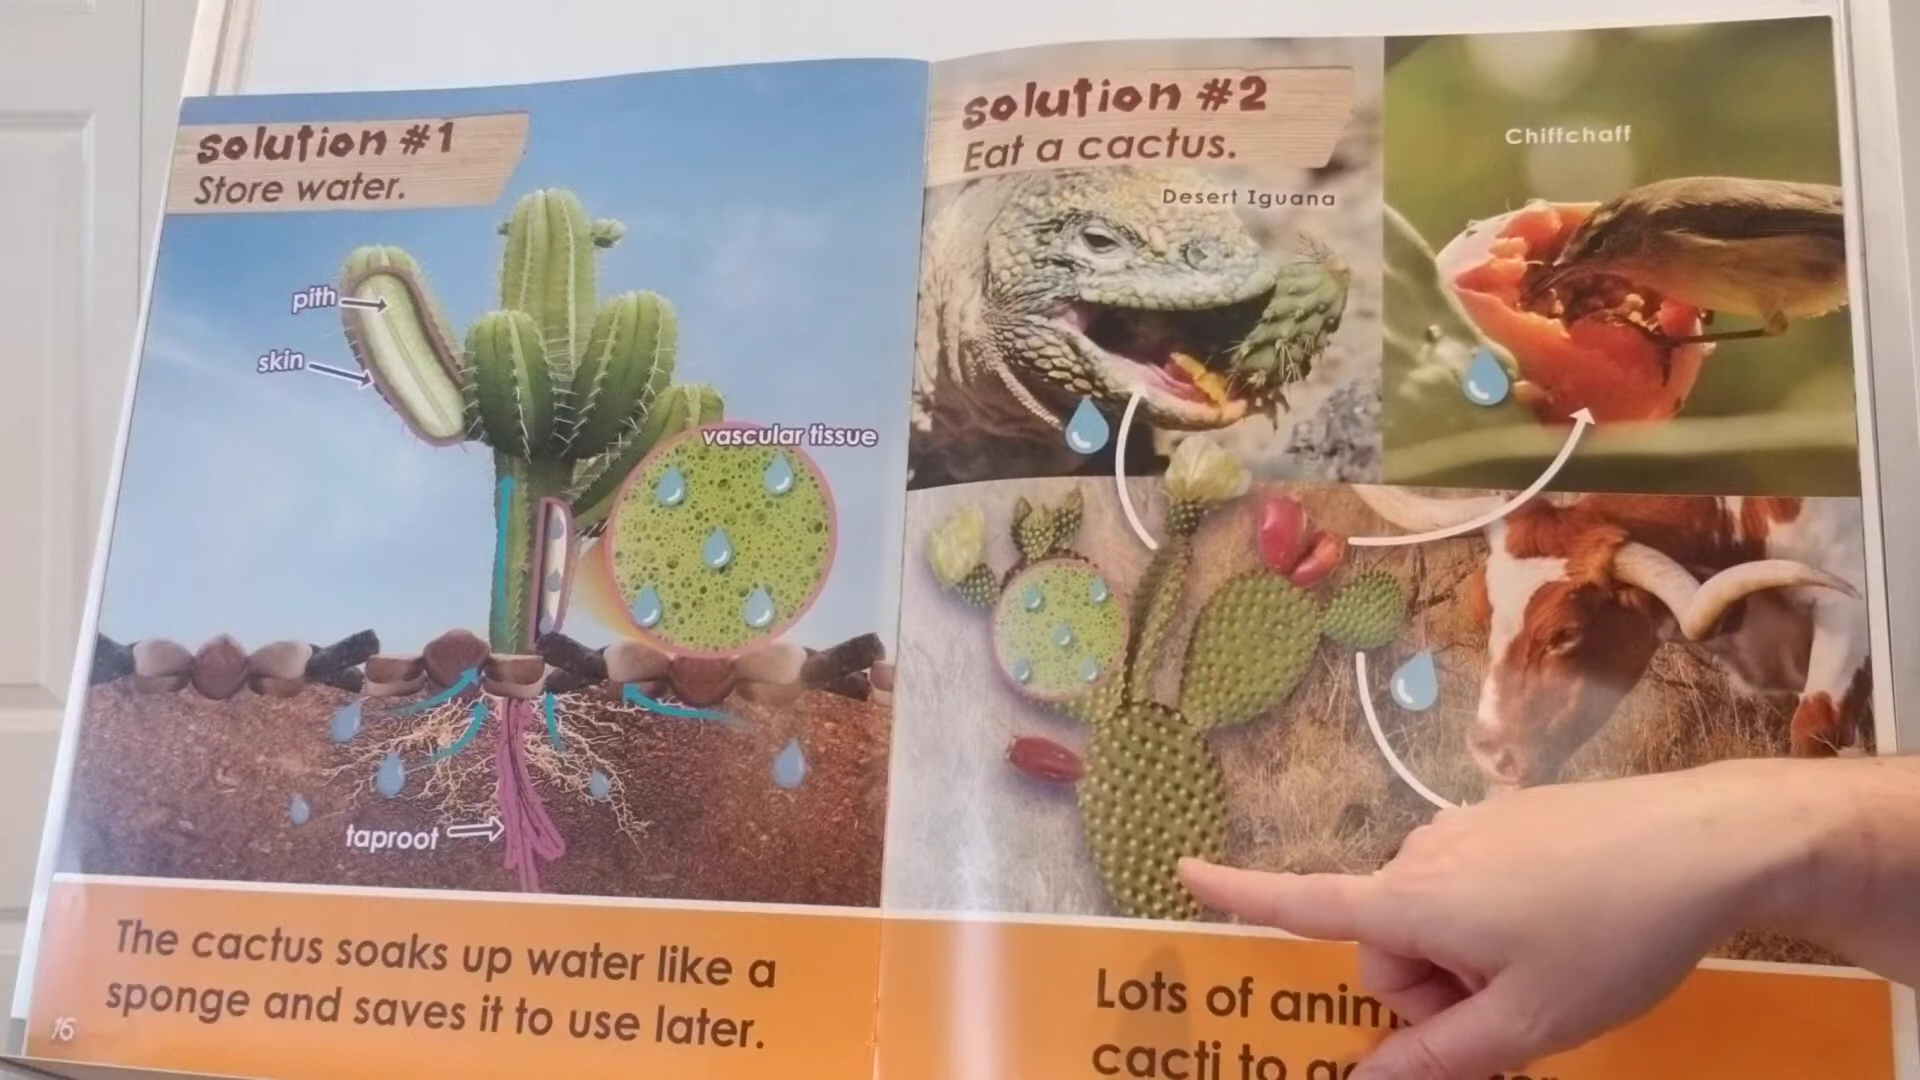 solution #1
Store water.
pith
skin
vascular tissue
taproot
The cactus soaks up water like a
sponge and saves it to use later.
16
solution #2
Eat a cactus.
Desert Iguana
Chiffchaff
Lots of
cacti to